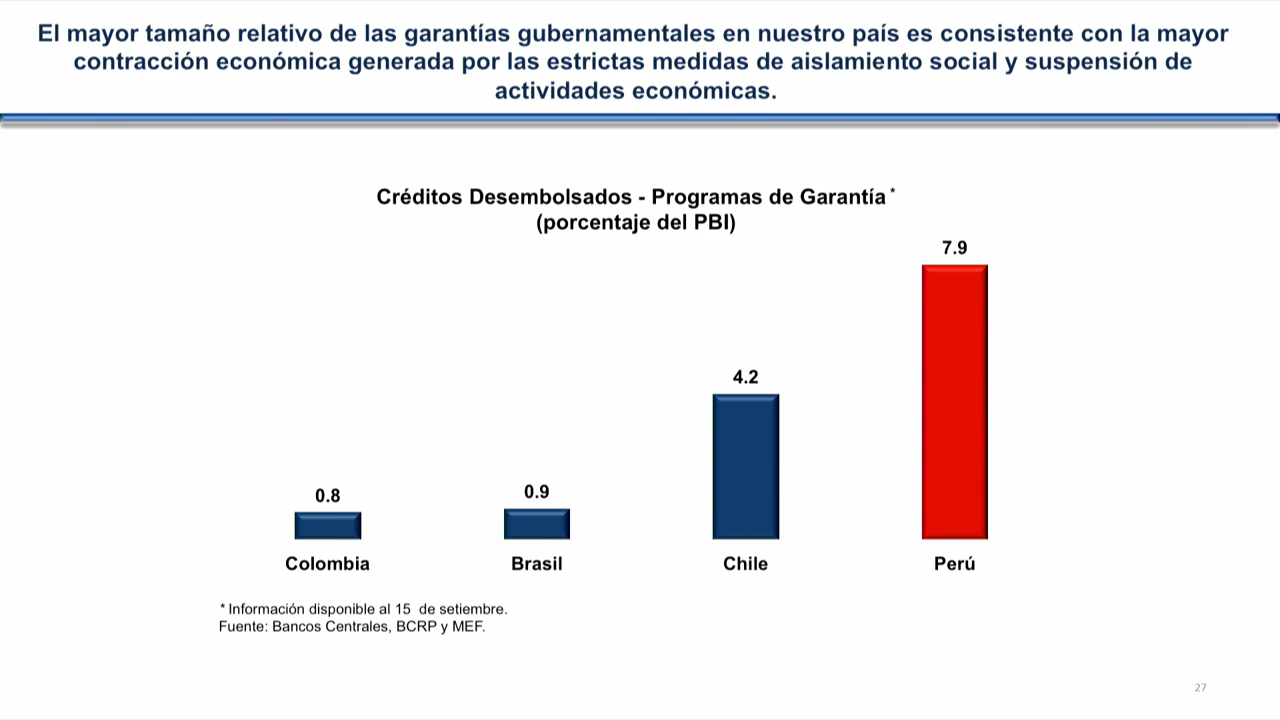 El mayor tamaño relativo de las garantías gubernamentales en nuestro país es consistente con la mayor
contracción económica generada por las estrictas medidas de aislamiento social y suspensión de
actividades económicas.
Créditos Desembolsados - Programas de Garantía*
(porcentaje del PBI)
7.9
4.2
0.9
0.8
Colombia Brasil Chile Perú
* Información disponible al 15 de setiembre.
Fuente: Bancos Centrales, BCRP y MEF.
27